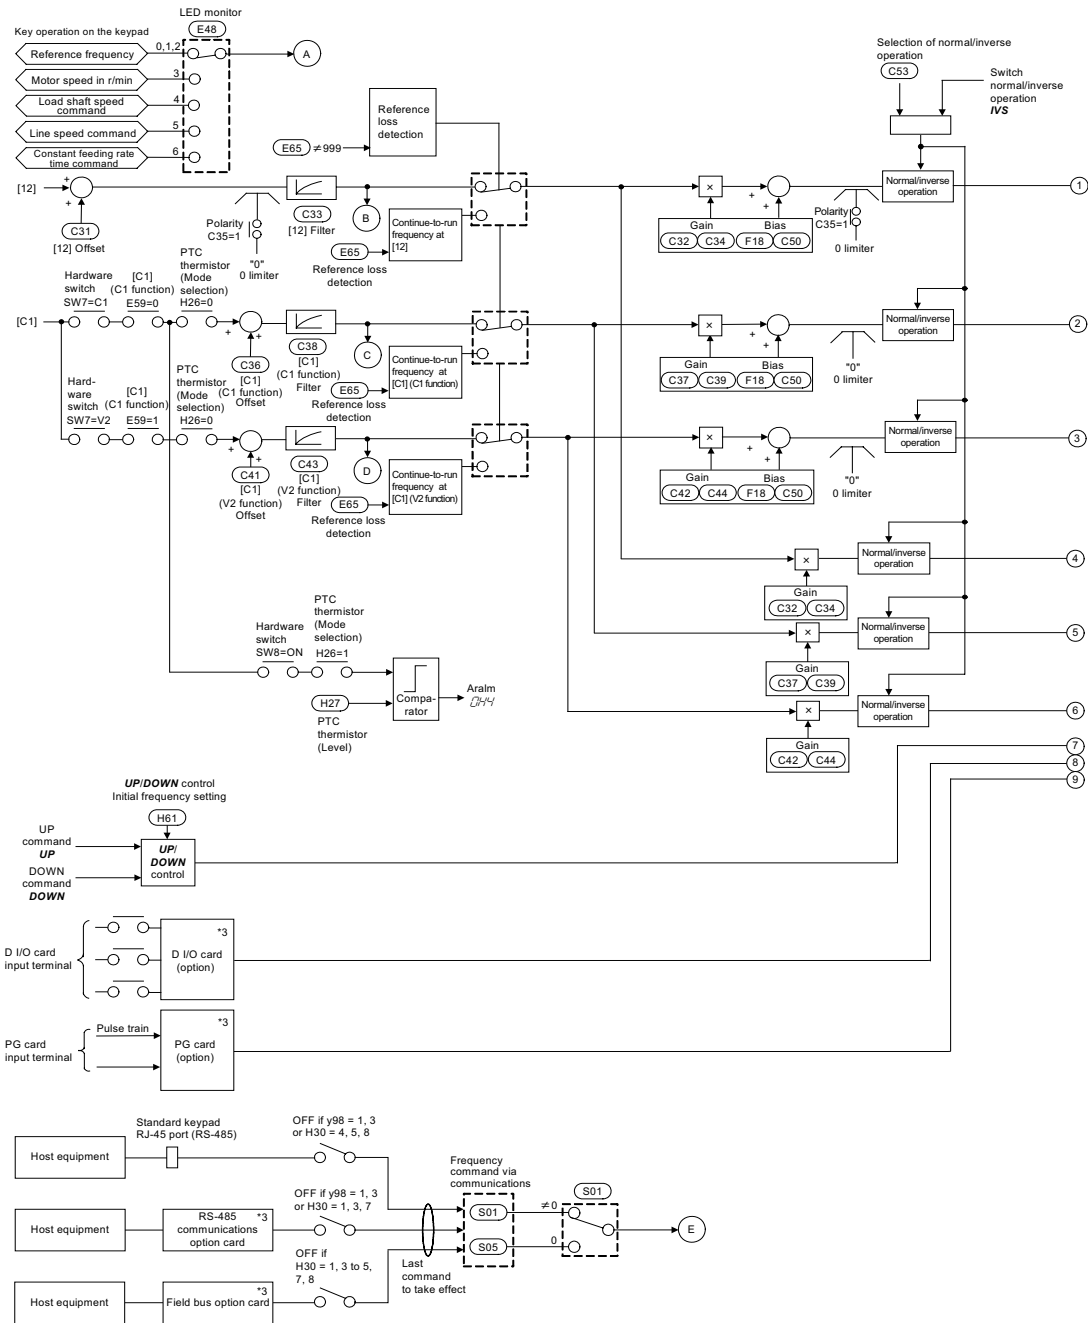 LED monitor
E48
Key operation on the keypad
Reference frequency
0,1,2
A
Motor speed in r/min
3
Load shaft speed
command
4
Line speed command
5
Constant feeding rate
time command
6
Selection of normal/inverse
operation
C53
Switch
normal/inverse
operation
IVS
Reference
loss
detection
E65
≠999
[12]
+
+
C31
[12] Offset
Polarity
C35=1
"0"
0 limiter
C33
[12] Filter
B
E65
Reference loss
detection
Continue-to-run
frequency at
[12]
×
Gain
C32
C34
+
+
Bias
F18
C50
Polarity
C35=1
0 limiter
Normal/inverse
operation
1
Hardware
switch
SW7=C1
[C1]
(C1 function)
E59=0
PTC
thermistor
(Mode
selection)
H26=0
[C1]
+
+
C36
[C1]
(C1 function)
Offset
C38
[C1]
(C1 function)
Filter
C
E65
Reference loss
detection
Continue-to-run
frequency at
[C1] (C1 function)
×
Gain
C37
C39
+
+
Bias
F18
C50
"0"
0 limiter
Normal/inverse
operation
2
Hard-
ware
switch
SW7=V2
[C1]
(C1 function)
E59=1
PTC
thermistor
(Mode
selection)
H26=0
+
+
C41
[C1]
(V2 function)
Offset
C43
[C1]
(V2 function)
Filter
D
E65
Reference loss
detection
Continue-to-run
frequency at
[C1] (V2 function)
×
Gain
C42
C44
+
+
Bias
F18
C50
"0"
0 limiter
Normal/inverse
operation
3
×
Gain
C32
C34
Normal/inverse
operation
4
×
Gain
C37
C39
Normal/inverse
operation
5
×
Gain
C42
C44
Normal/inverse
operation
6
Hardware
switch
SW8=ON
PTC
thermistor
(Mode
selection)
H26=1
H27
PTC
thermistor
(Level)
Compa-
rator
Aralm
OH4
7
8
9
UP/DOWN control
Initial frequency setting
H61
UP
command
UP
DOWN
command
DOWN
UP/
DOWN
control
D I/O card
input terminal
*3
D I/O card
(option)
PG card
input terminal
Pulse train
*3
PG card
(option)
Host equipment
Standard keypad
RJ-45 port (RS-485)
OFF if y98 = 1, 3
or H30 = 4, 5, 8
Host equipment
RS-485 *3
communications
option card
OFF if y98 = 1, 3
or H30 = 1, 3, 7
Host equipment
*3
Field bus option card
OFF if
H30 = 1, 3 to 5,
7, 8
Last
command
to take effect
Frequency
command via
communications
S01
S05
≠0
0
S01
E